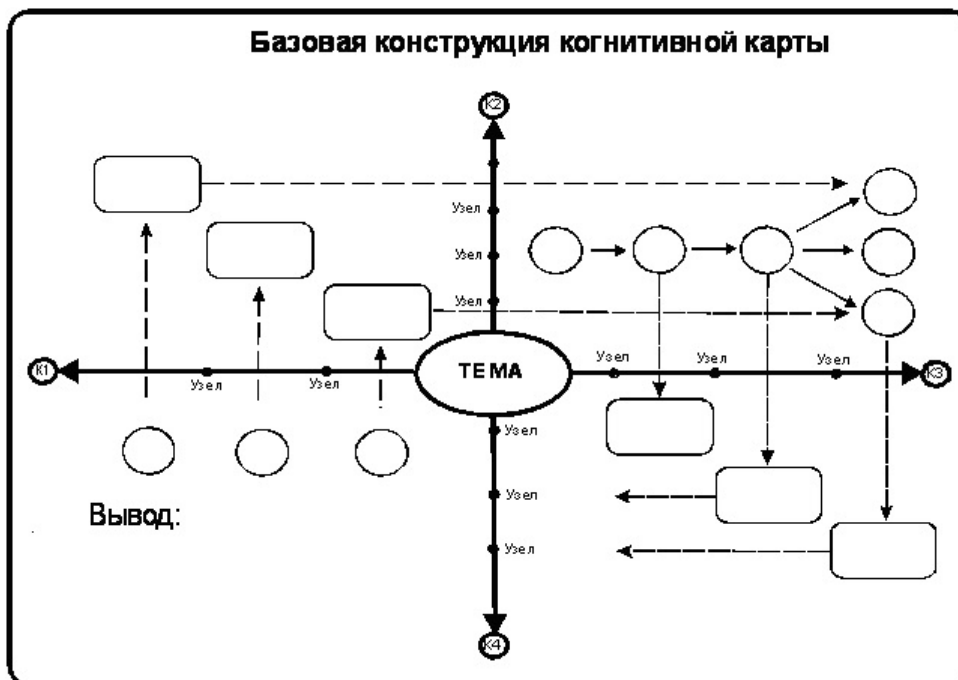 Базовая конструкция когнитивной карты
К2
Узел
Узел
Узел
К1
Узел
Узел
ТЕМА
Узел
Узел
Узел
К3
Узел
Узел
Узел
Вывод:
К4